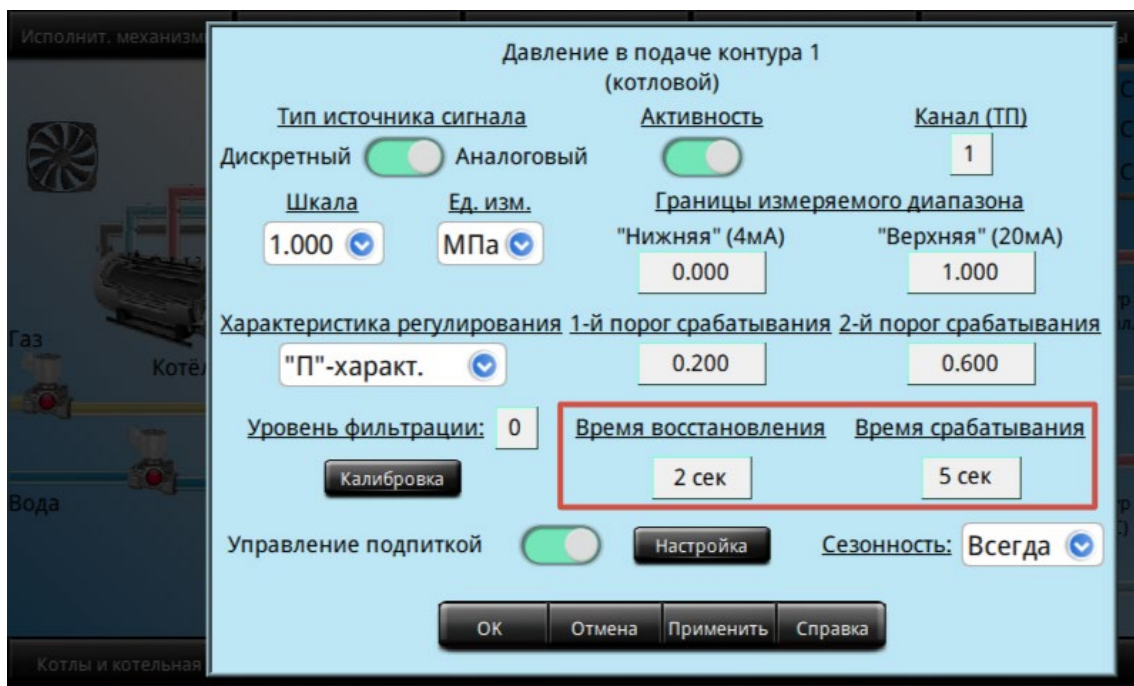 Исполнит. механизм
Давление в подаче контура 1
(котловой)
Тип источника сигнала Активность Канал (ТП)
Дискретный Аналоговый 1
Шкала Ед. изм. Границы измеряемого диапазона
"Нижняя" (4мА) "Верхняя" (20мА)
1.000 МПа 0.000 1.000
Характеристика регулирования 1-й порог срабатывания 2-й порог срабатывания
"П"-характ. 0.200 0.600
Газ
Котёл
Уровень фильтрации: 0 Время восстановления Время срабатывания
Калибровка 2 сек 5 сек
Вода
Управление подпиткой Настройка Сезонность: Всегда
ОК Отмена Применить Справка
Котлы и котельная